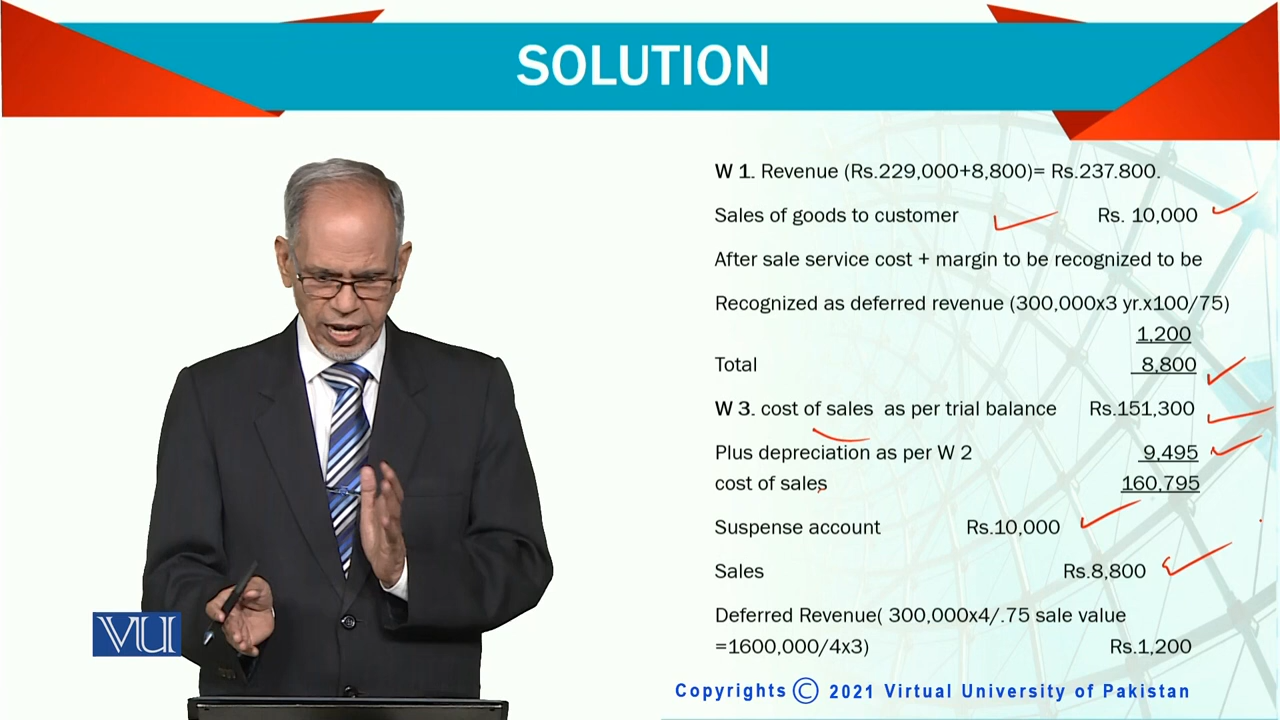 SOLUTION
W 1. Revenue (Rs.229,000+8,800)= Rs.237.800.
Sales of goods to customer Rs. 10,000
After sale service cost + margin to be recognized to be
Recognized as deferred revenue (300,000x3 yr.x100/75)
1,200
Total 8,800
W 3. cost of sales as per trial balance Rs.151,300
Plus depreciation as per W 2 9,495
cost of sales 160,795
Suspense account Rs.10,000
Sales Rs.8,800
Deferred Revenue( 300,000x4/.75 sale value
=1600,000/4x3) Rs.1,200
VU
Copyrights © 2021 Virtual University of Pakistan